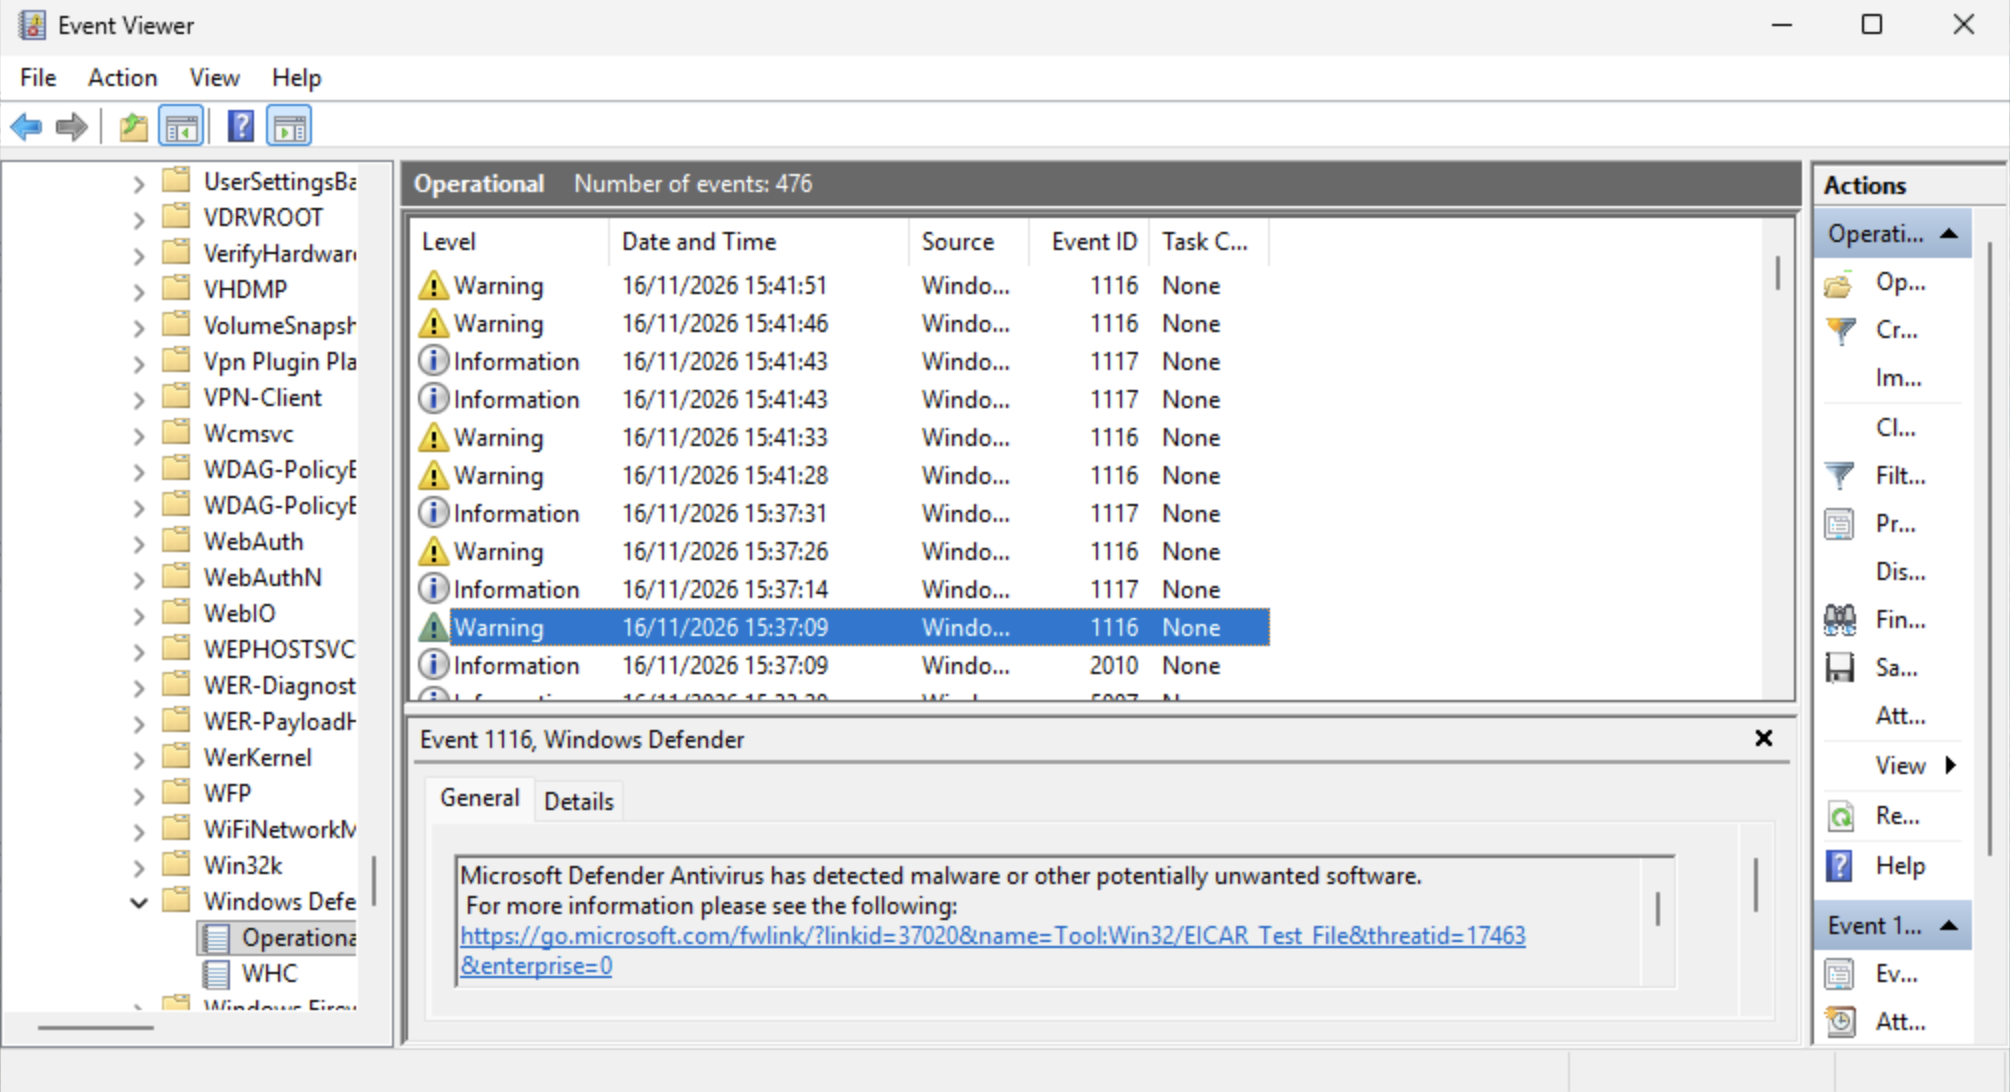 Event Viewer
File Action View Help
UserSettingsBa
VDRVROOT
VerifyHardwar
VHDMP
VolumeSnapsh
Vpn Plugin Pla
VPN-Client
Wcmsvc
WDAG-PolicyE
WDAG-PolicyE
WebAuth
WebAuthN
WebIO
WEPHOSTSVC
WER-Diagnost
WER-PayloadH
WerKernel
WFP
WiFiNetworkM
Win32k
Windows Defe
Operationa
WHC
Windows Firew
Operational Number of events: 476
Level Date and Time Source Event ID Task C...
Warning 16/11/2026 15:41:51 Windo... 1116 None
Warning 16/11/2026 15:41:46 Windo... 1116 None
Information 16/11/2026 15:41:43 Windo... 1117 None
Information 16/11/2026 15:41:43 Windo... 1117 None
Warning 16/11/2026 15:41:33 Windo... 1116 None
Warning 16/11/2026 15:41:28 Windo... 1116 None
Information 16/11/2026 15:37:31 Windo... 1117 None
Warning 16/11/2026 15:37:26 Windo... 1116 None
Information 16/11/2026 15:37:14 Windo... 1117 None
Warning 16/11/2026 15:37:09 Windo... 1116 None
Information 16/11/2026 15:37:09 Windo... 2010 None
Event 1116, Windows Defender
General Details
Microsoft Defender Antivirus has detected malware or other potentially unwanted software.
For more information please see the following:
https://go.microsoft.com/fwlink/?linkid=37020&name=Tool:Win32/EICAR_Test_File&threatid=17463
&enterprise=0
Actions
Operati...
Op...
Cr...
Im...
Cl...
Filt...
Pr...
Dis...
Fin...
Sa...
Att...
View
Re...
Help
Event 1...
Ev...
Att...